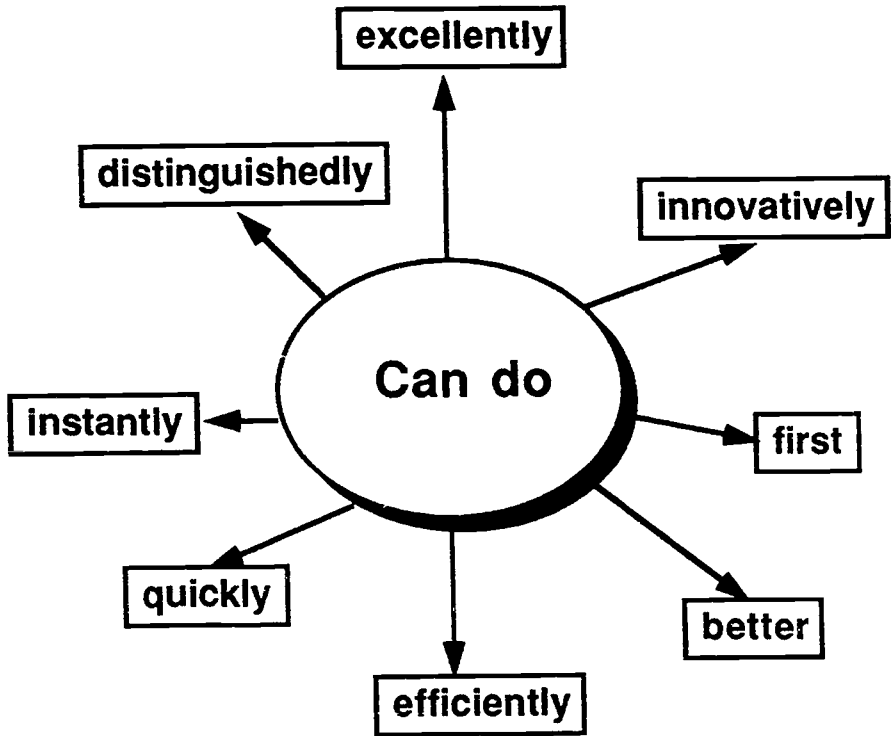 excellently
distinguishedly
innovatively
Can do
instantly
first
quickly
better
efficiently